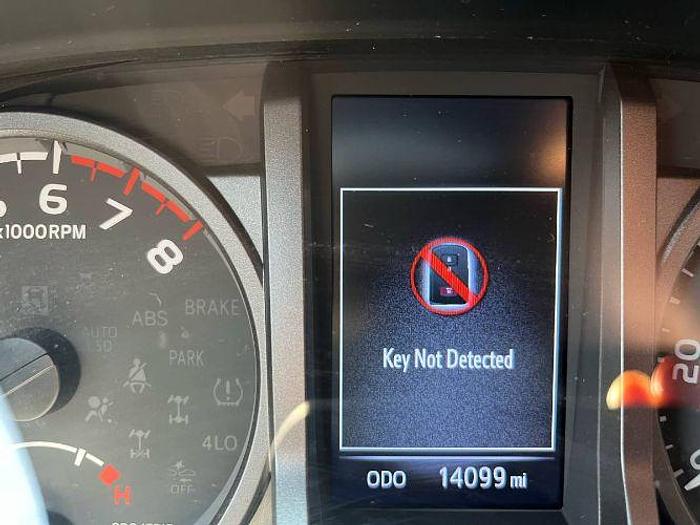 6
7
8
x1000RPM
ABS
BRAKE
AUTO
LSD
PARK
4LO
OFF
H
Key Not Detected
ODO 14099 mi
20